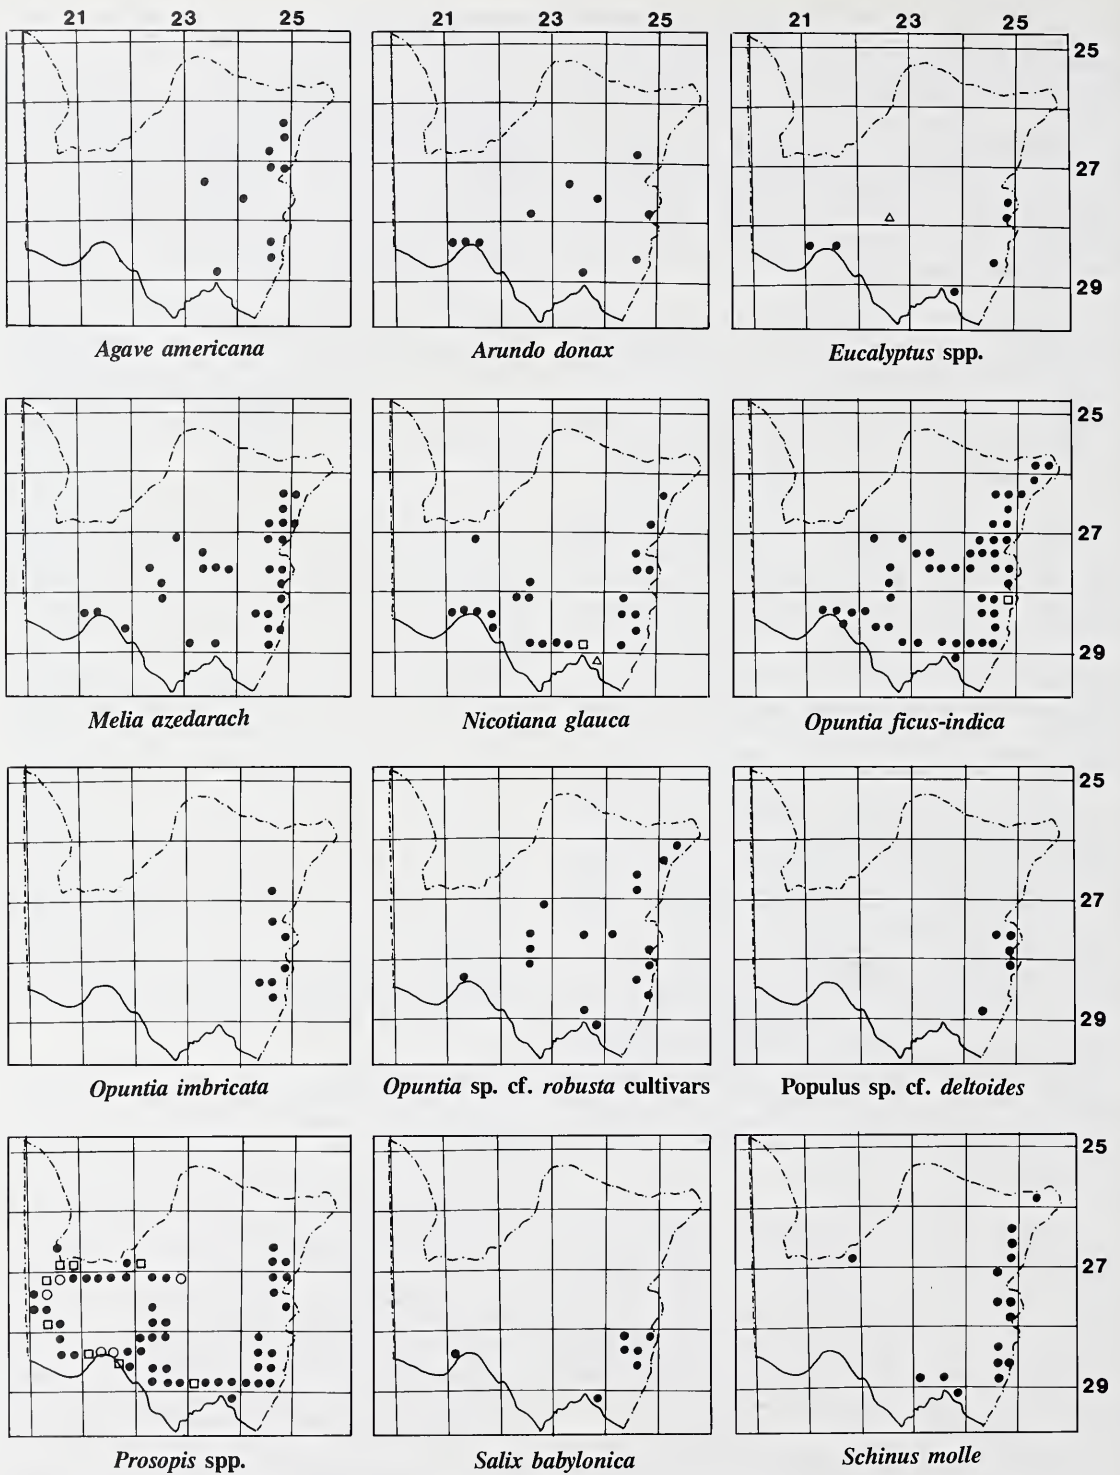 21 23 25 21 23 25 21 23 25
25
27
29
Agave americana Arundo donax Eucalyptus spp.
25
27
29
Melia azedarach Nicotiana glauca Opuntia ficus-indica
25
27
29
Opuntia imbricata Opuntia sp. cf. robusta cultivars Populus sp. cf. deltoides
25
27
29
Prosopis spp. Salix babylonica Schinus molle